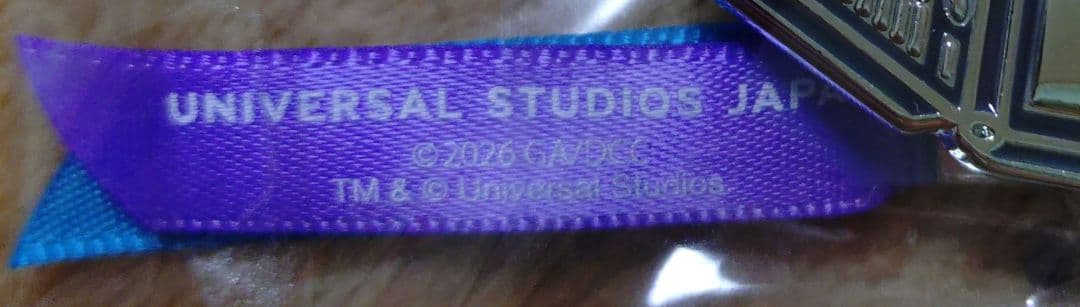 UNIVERSAL STUDIOS JAPA
©2026 GA/DCC
TM & © Universal Studios.